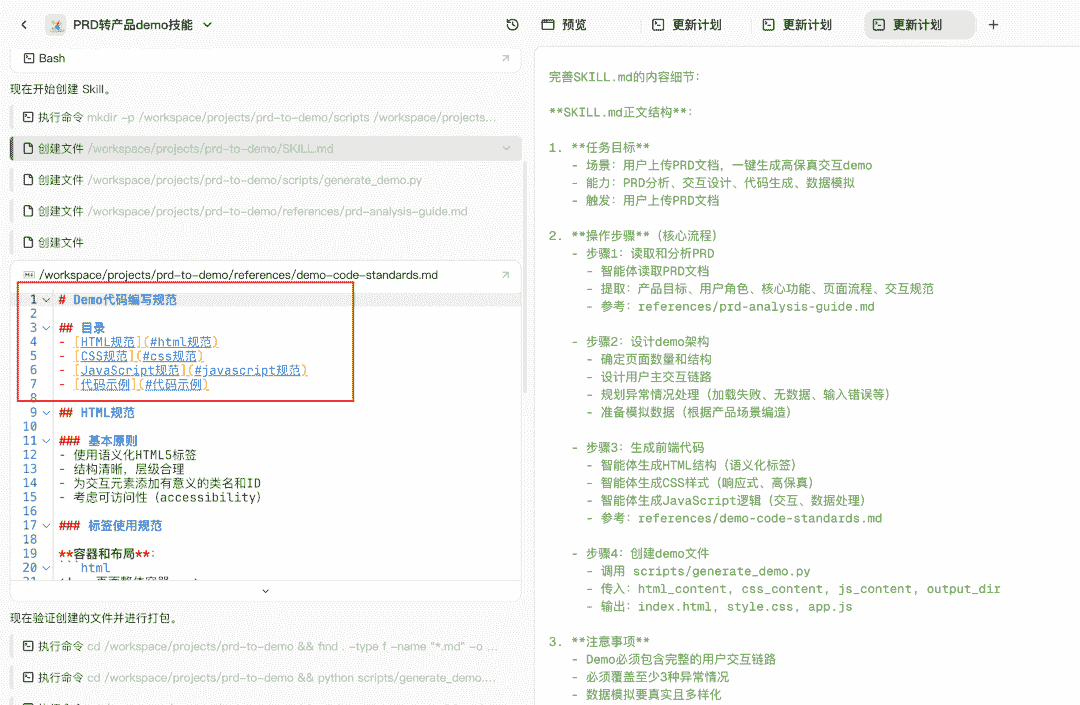 PRD转产品demo技能
预览
更新计划
更新计划
更新计划
Bash
现在开始创建 Skill。
执行命令 mkdir -p /workspace/projects/prd-to-demo/scripts /workspace/projects...
创建文件 /workspace/projects/prd-to-demo/SKILL.md
创建文件 /workspace/projects/prd-to-demo/scripts/generate_demo.py
创建文件 /workspace/projects/prd-to-demo/references/prd-analysis-guide.md
创建文件
/workspace/projects/prd-to-demo/references/demo-code-standards.md
1 # Demo代码编写规范
2
3 ## 目录
4 - [HTML规范](#html规范)
5 - [CSS规范](#css规范)
6 - [JavaScript规范](#javascript规范)
7 - [代码示例](#代码示例)
8
9 ## HTML规范
10
11 ### 基本原则
12 - 使用语义化HTML5标签
13 - 结构清晰，层级合理
14 - 为交互元素添加有意义的类名和ID
15 - 考虑可访问性（accessibility）
16
17 ### 标签使用规范
18
19 **容器和布局**：
20 ```html
现在验证创建的文件并进行打包。
执行命令 cd /workspace/projects/prd-to-demo && find . -type f -name "*.md" -o ...
执行命令 cd /workspace/projects/prd-to-demo && python scripts/generate_demo....
完善SKILL.md的内容细节：
**SKILL.md正文结构**：
1. **任务目标**
- 场景：用户上传PRD文档，一键生成高保真交互demo
- 能力：PRD分析、交互设计、代码生成、数据模拟
- 触发：用户上传PRD文档
2. **操作步骤**（核心流程）
- 步骤1：读取和分析PRD
- 智能体读取PRD文档
- 提取：产品目标、用户角色、核心功能、页面流程、交互规范
- 参考：references/prd-analysis-guide.md
- 步骤2：设计demo架构
- 确定页面数量和结构
- 设计用户主交互链路
- 规划异常情况处理（加载失败、无数据、输入错误等）
- 准备模拟数据（根据产品场景编造）
- 步骤3：生成前端代码
- 智能体生成HTML结构（语义化标签）
- 智能体生成CSS样式（响应式、高保真）
- 智能体生成JavaScript逻辑（交互、数据处理）
- 参考：references/demo-code-standards.md
- 步骤4：创建demo文件
- 调用 scripts/generate_demo.py
- 传入：html_content, css_content, js_content, output_dir
- 输出：index.html, style.css, app.js
3. **注意事项**
- Demo必须包含完整的用户交互链路
- 必须覆盖至少3种异常情况
- 数据模拟要真实且多样化